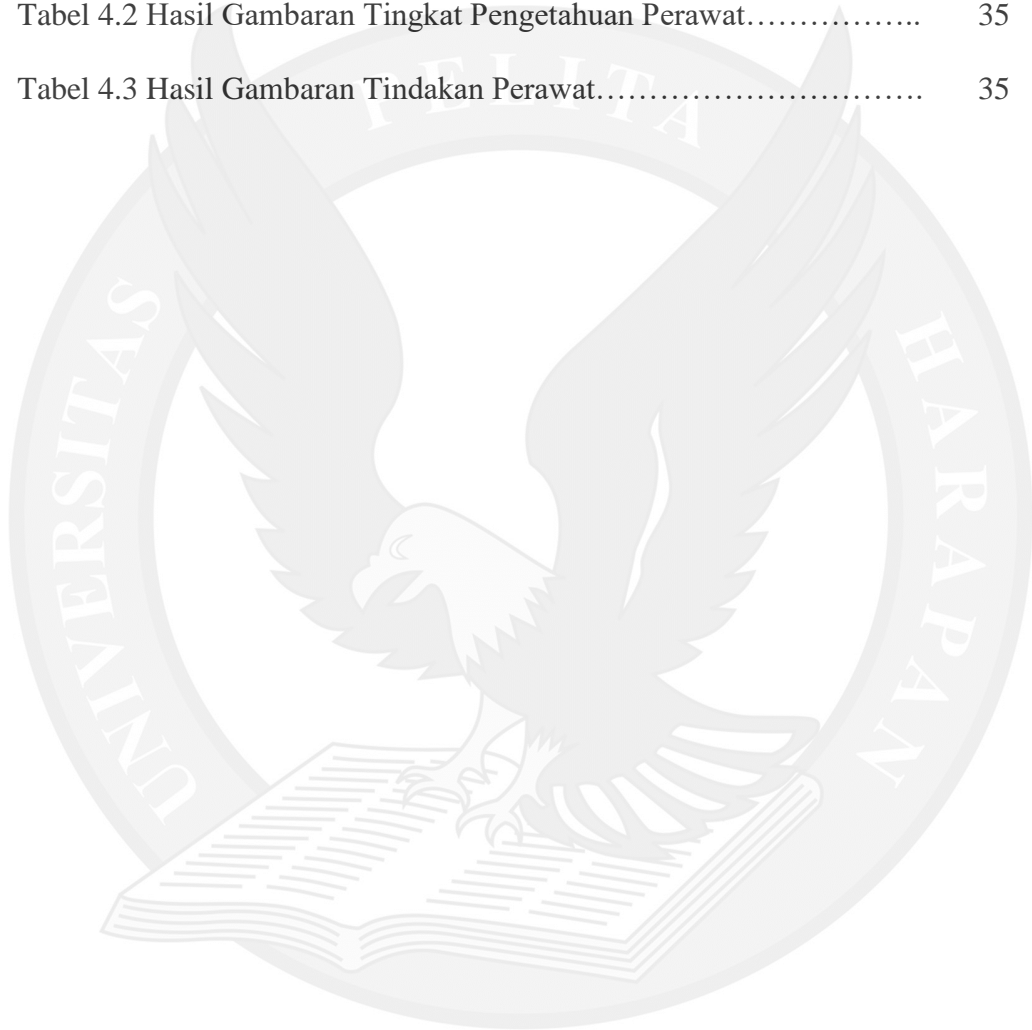 Tabel 4.2 Hasil Gambaran Tingkat Pengetahuan Perawat…………….. 35
Tabel 4.3 Hasil Gambaran Tindakan Perawat…………………………. 35
UNIVERSITAS PELITA HARAPAN